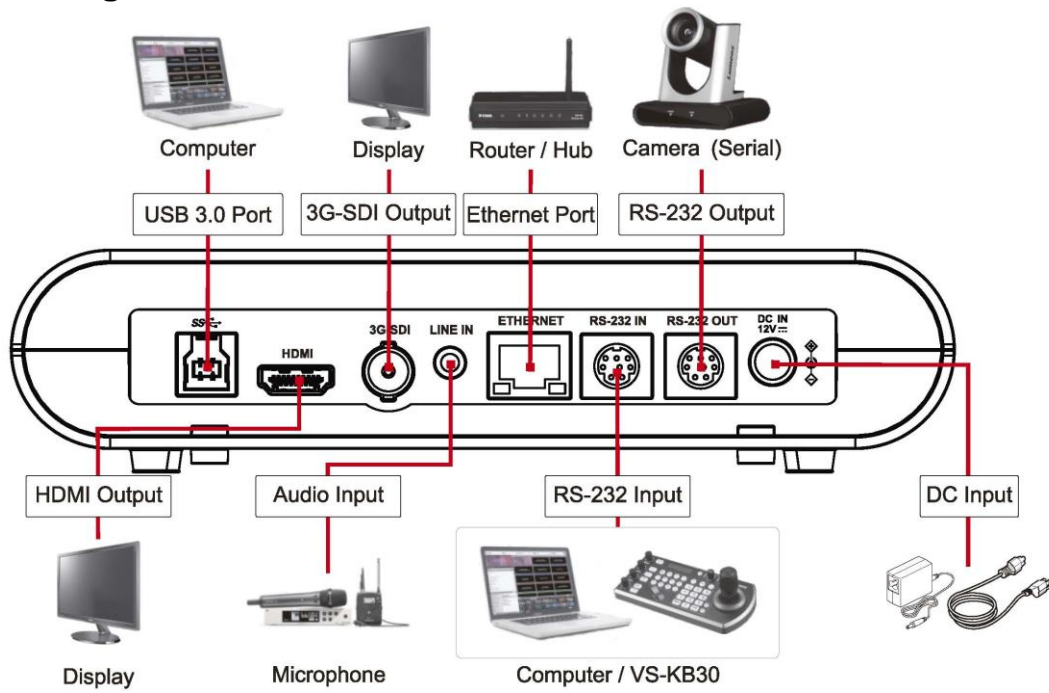 Computer
Display
Router / Hub
Camera (Serial)
USB 3.0 Port
3G-SDI Output
Ethernet Port
RS-232 Output
HDMI
3G-SDI
LINE IN
ETHERNET
RS-232 IN
RS-232 OUT
DC IN
12V
HDMI Output
Audio Input
RS-232 Input
DC Input
Display
Microphone
Computer / VS-KB30